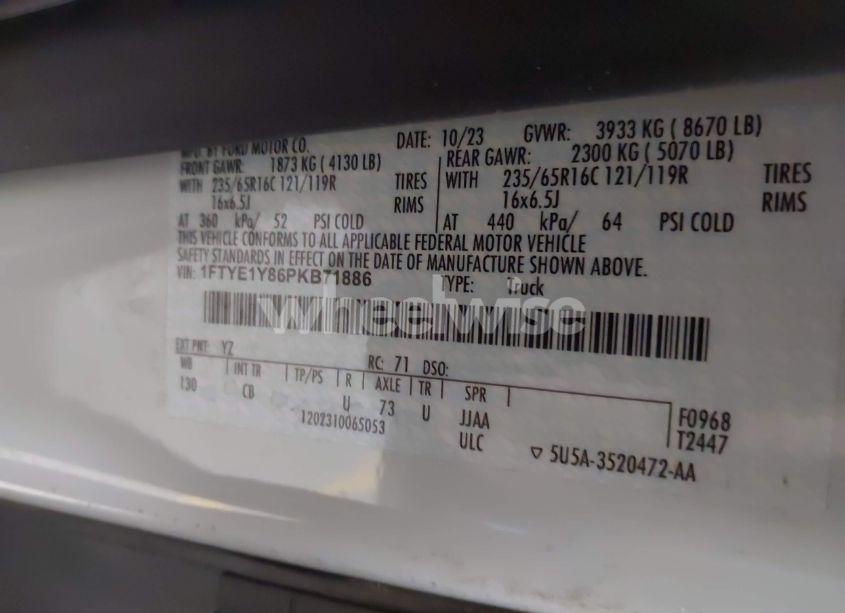 MFD. BY FORD MOTOR CO.
DATE: 10/23 GVWR: 3933 KG ( 8670 LB)
FRONT GAWR: 1873 KG ( 4130 LB)
REAR GAWR: 2300 KG ( 5070 LB)
WITH 235/65R16C 121/119R TIRES
WITH 235/65R16C 121/119R TIRES
16x6.5J RIMS
16x6.5J RIMS
AT 360 kPa/ 52 PSI COLD
AT 440 kPa/ 64 PSI COLD
THIS VEHICLE CONFORMS TO ALL APPLICABLE FEDERAL MOTOR VEHICLE
SAFETY STANDARDS IN EFFECT ON THE DATE OF MANUFACTURE SHOWN ABOVE.
VIN: 1FTYE1Y86PKB71886 TYPE: Truck
wheelwise
EXT PNT: YZ RC: 71 DSO:
WB INT TR TP/PS R AXLE TR SPR
130 CB U 73 U JJAA
F0968
1202310065053 ULC T2447
▽ 5U5A-3520472-AA